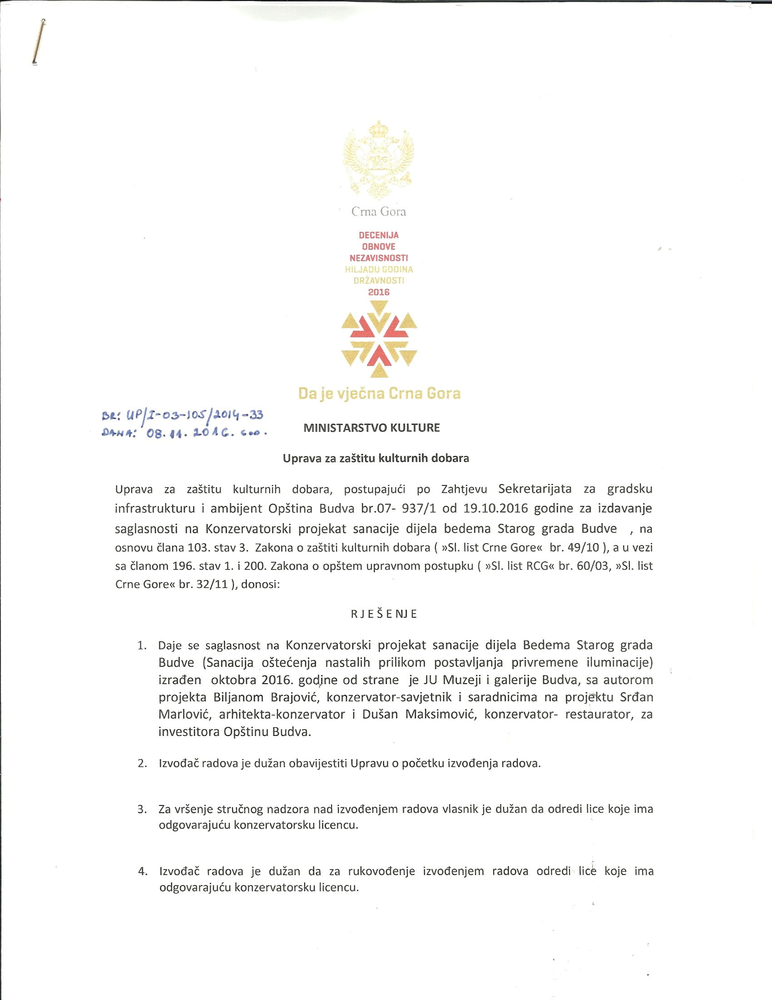 Crna Gora
DECENIJA
OBNOVE
NEZAVISNOSTI
HILJADU GODINA
DRŽAVNOSTI
2016
Da je vječna Crna Gora
BR: UP/I-03-105/2014-33
DANA: 08.11.2016. GOD.
MINISTARSTVO KULTURE
Uprava za zaštitu kulturnih dobara
Uprava za zaštitu kulturnih dobara, postupajući po Zahtjevu Sekretarijata za gradsku
infrastrukturu i ambijent Opština Budva br.07- 937/1 od 19.10.2016 godine za izdavanje
saglasnosti na Konzervatorski projekat sanacije dijela bedema Starog grada Budve , na
osnovu člana 103. stav 3. Zakona o zaštiti kulturnih dobara ( »Sl. list Crne Gore« br. 49/10 ), a u vezi
sa članom 196. stav 1. i 200. Zakona o opštem upravnom postupku ( »Sl. list RCG« br. 60/03, »Sl. list
Crne Gore« br. 32/11 ), donosi:
R J E Š E NJ E
1. Daje se saglasnost na Konzervatorski projekat sanacije dijela Bedema Starog grada
Budve (Sanacija oštećenja nastalih prilikom postavljanja privremene iluminacije)
izrađen oktobra 2016. godine od strane je JU Muzeji i galerije Budva, sa autorom
projekta Biljanom Brajović, konzervator-savjetnik i saradnicima na projektu Srđan
Marlović, arhitekta-konzervator i Dušan Maksimović, konzervator- restaurator, za
investitora Opštinu Budva.
2. Izvođač radova je dužan obavijestiti Upravu o početku izvođenja radova.
3. Za vršenje stručnog nadzora nad izvođenjem radova vlasnik je dužan da odredi lice koje ima
odgovarajuću konzervatorsku licencu.
4. Izvođač radova je dužan da za rukovođenje izvođenjem radova odredi lice koje ima
odgovarajuću konzervatorsku licencu.